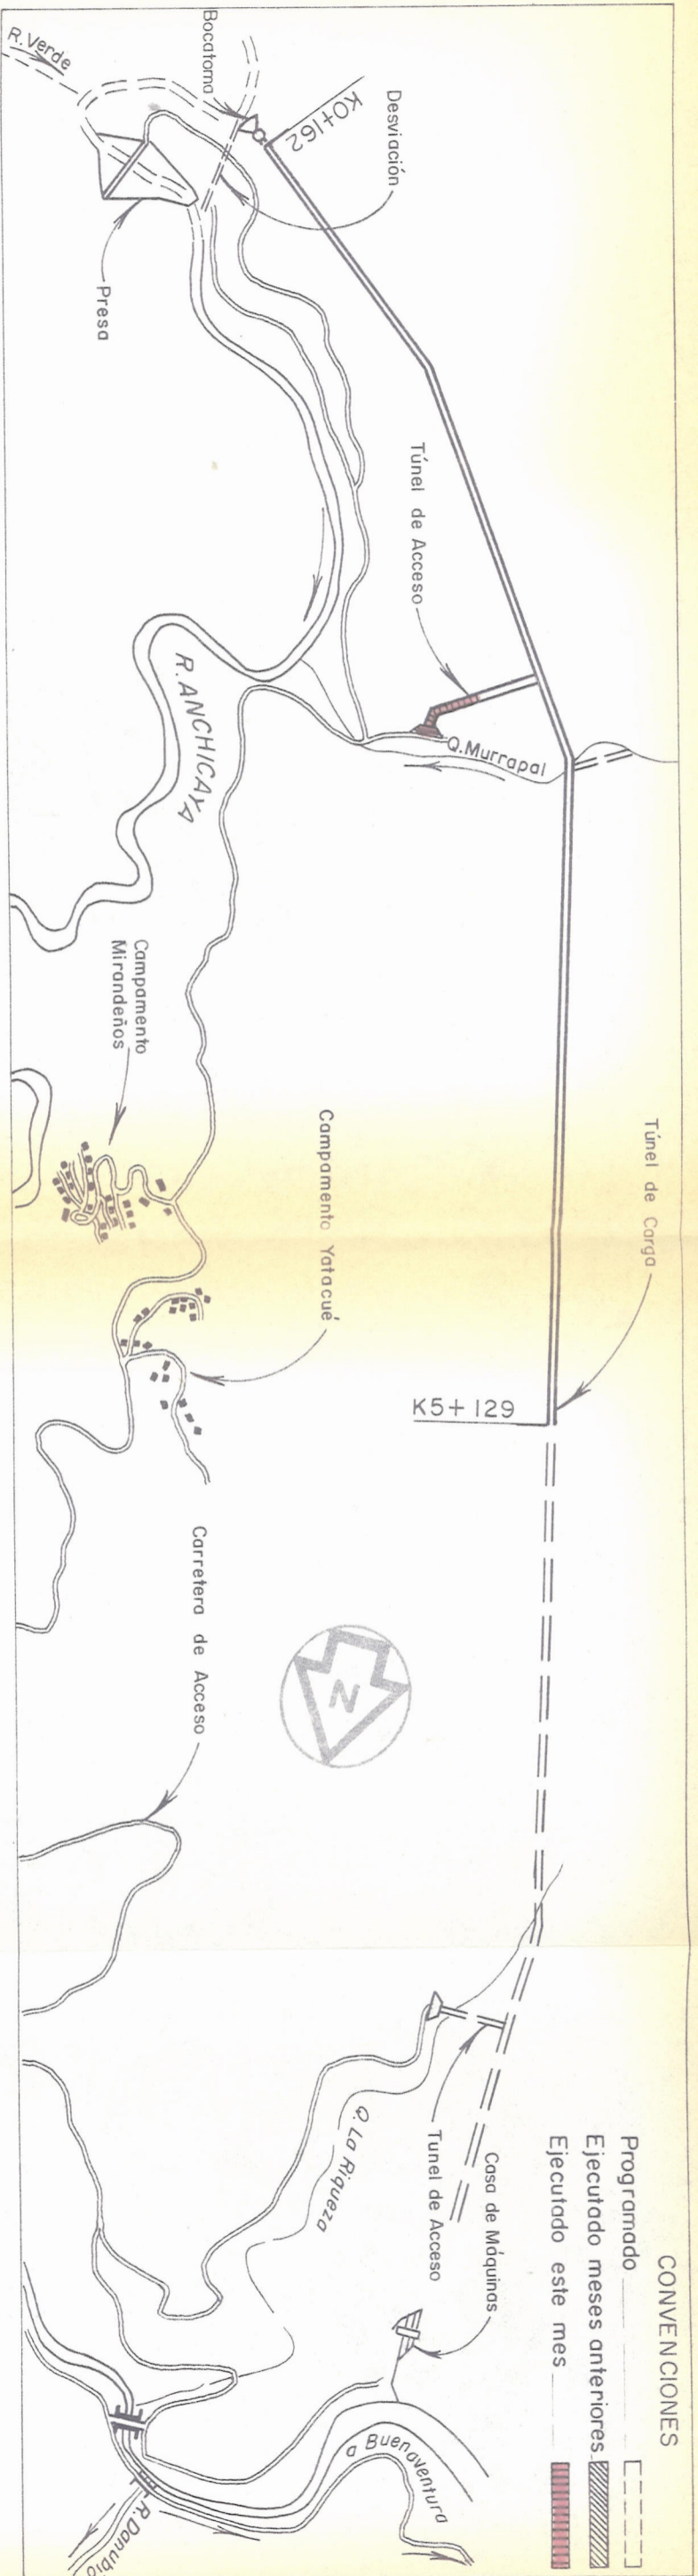 R. Verde
Bocatoma
K0+162
Desviación
Presa
Túnel de Acceso
Q. Murrapal
R. ANCHICAYA
Campamento
Mirandeños
Campamento Yatacué
Túnel de Carga
K5+129
Carretera de Acceso
N
Q. La Riqueza
Tunel de Acceso
Casa de Máquinas
a Buenaventura
R. Danubio
CONVENCIONES
Programado
Ejecutado meses anteriores
Ejecutado este mes